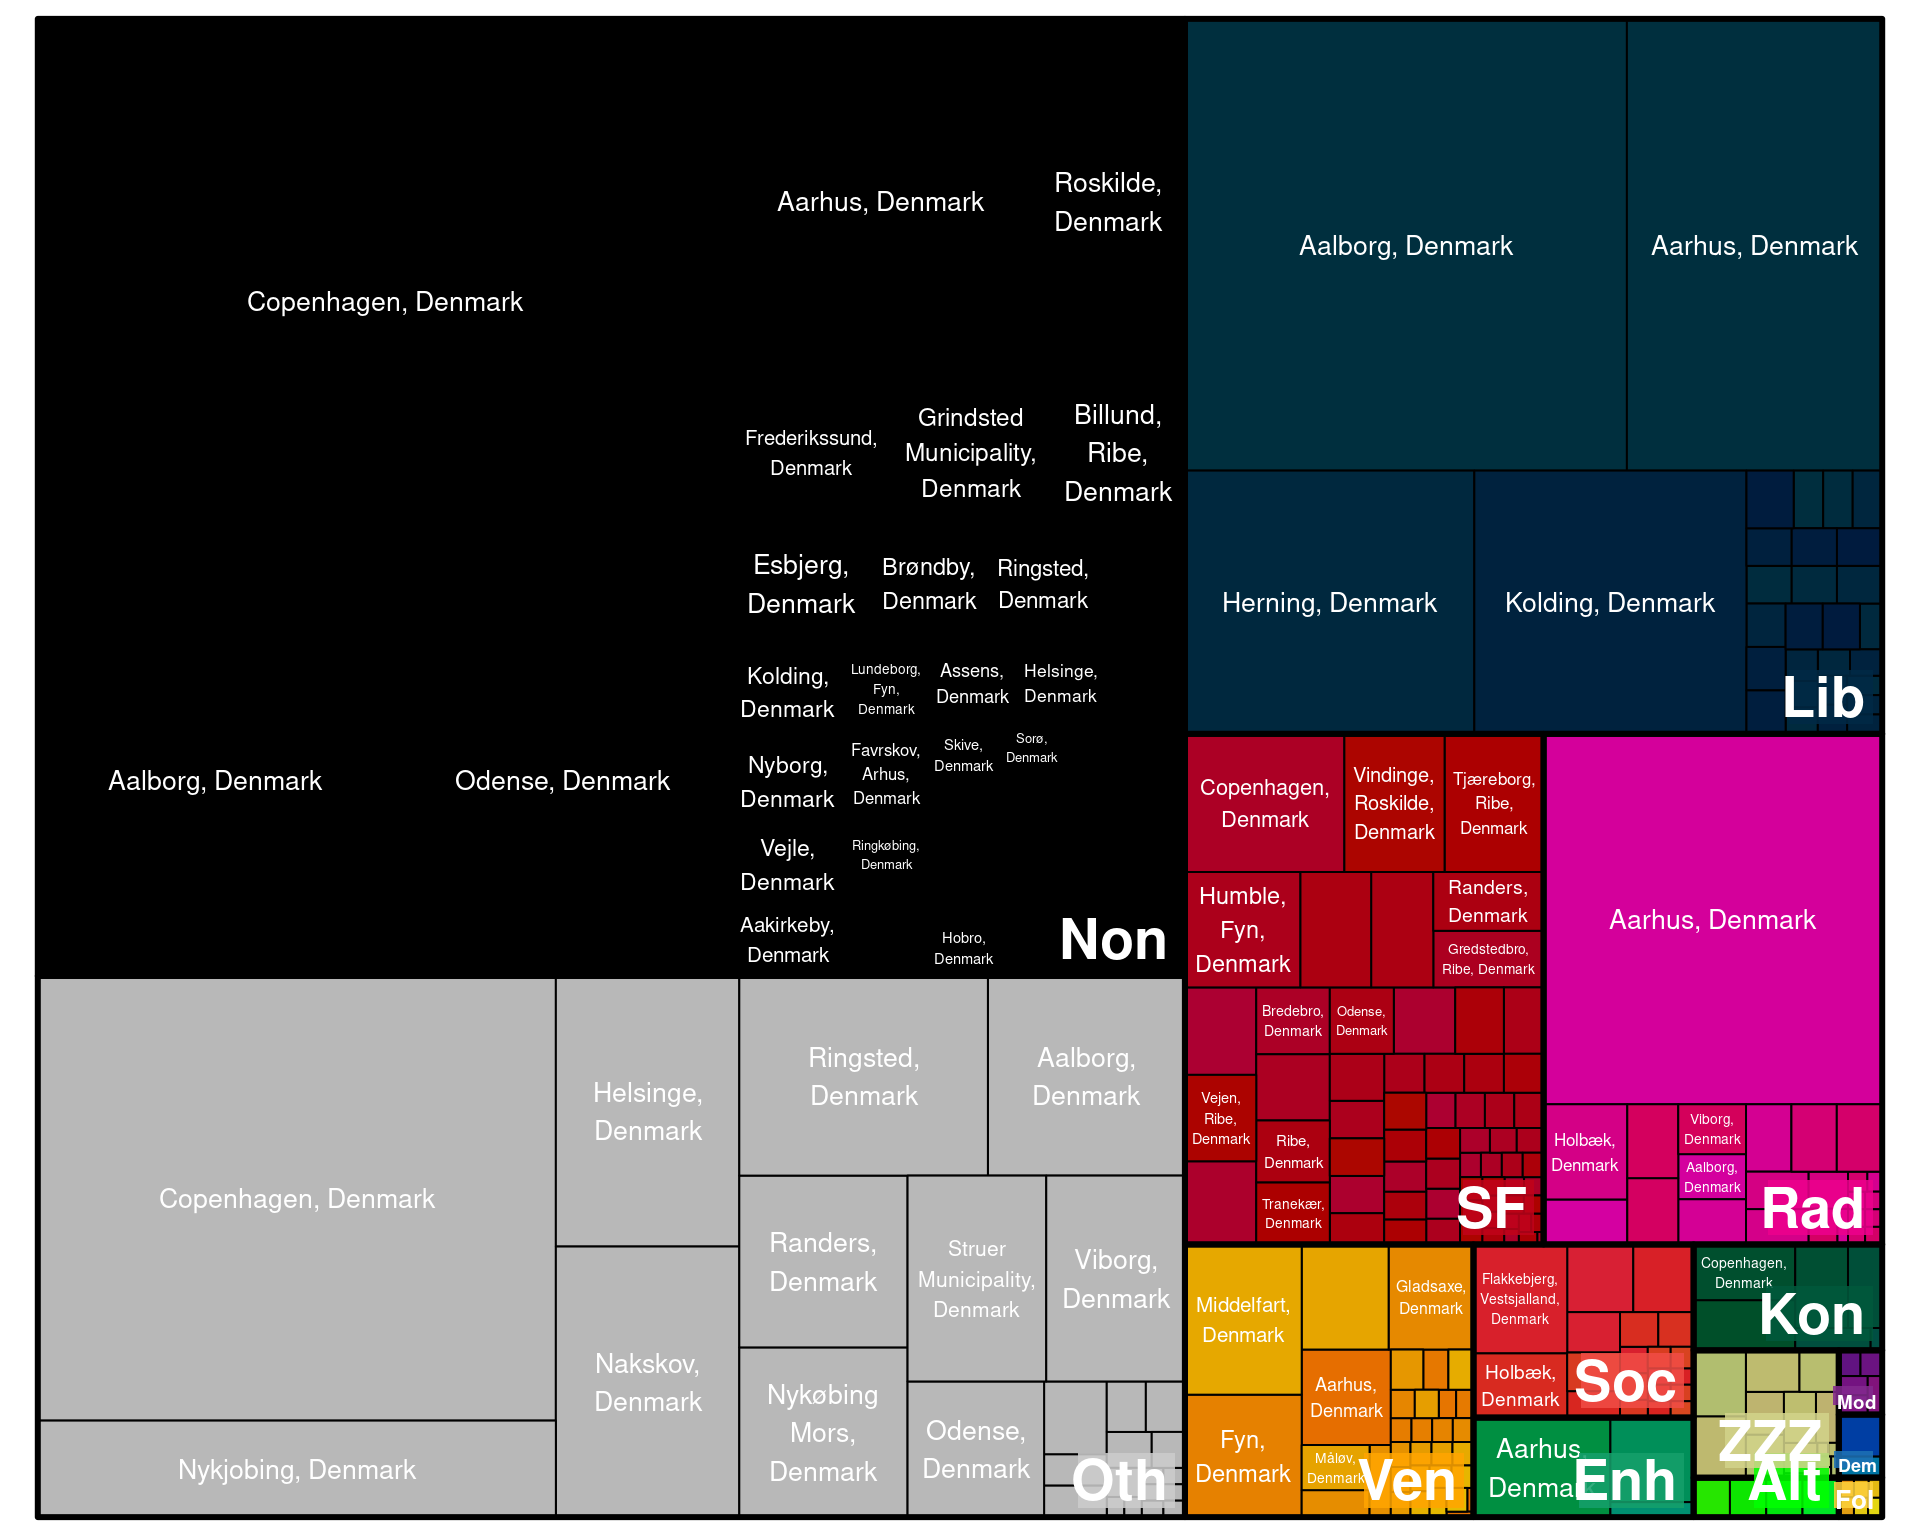 Copenhagen, Denmark
Aarhus, Denmark
Roskilde,
Denmark
Frederikssund,
Denmark
Grindsted
Municipality,
Denmark
Billund,
Ribe,
Denmark
Esbjerg,
Denmark
Brøndby,
Denmark
Ringsted,
Denmark
Aalborg, Denmark
Odense, Denmark
Kolding,
Denmark
Lundeborg,
Fyn,
Denmark
Assens,
Denmark
Helsinge,
Denmark
Nyborg,
Denmark
Favrskov,
Arhus,
Denmark
Skive,
Denmark
Sorø,
Denmark
Vejle,
Denmark
Ringkøbing,
Denmark
Aakirkeby,
Denmark
Hobro,
Denmark
Non
Aalborg, Denmark
Aarhus, Denmark
Herning, Denmark
Kolding, Denmark
Lib
Copenhagen,
Denmark
Vindinge,
Roskilde,
Denmark
Tjæreborg,
Ribe,
Denmark
Humble,
Fyn,
Denmark
Randers,
Denmark
Gredstedbro,
Ribe, Denmark
Bredebro,
Denmark
Odense,
Denmark
Vejen,
Ribe,
Denmark
Ribe,
Denmark
Tranekær,
Denmark
SF
Aarhus, Denmark
Holbæk,
Denmark
Viborg,
Denmark
Aalborg,
Denmark
Rad
Copenhagen, Denmark
Nykjobing, Denmark
Helsinge,
Denmark
Nakskov,
Denmark
Ringsted,
Denmark
Aalborg,
Denmark
Randers,
Denmark
Struer
Municipality,
Denmark
Viborg,
Denmark
Nykøbing
Mors,
Denmark
Odense,
Denmark
Oth
Middelfart,
Denmark
Gladsaxe,
Denmark
Aarhus,
Denmark
Fyn,
Denmark
Måløv,
Denmark
Ven
Flakkebjerg,
Vestsjalland,
Denmark
Holbæk,
Denmark
Soc
Aarhus,
Denmark
Enh
Copenhagen,
Denmark
Kon
Mod
ZZZ
Dem
Alt
Fol